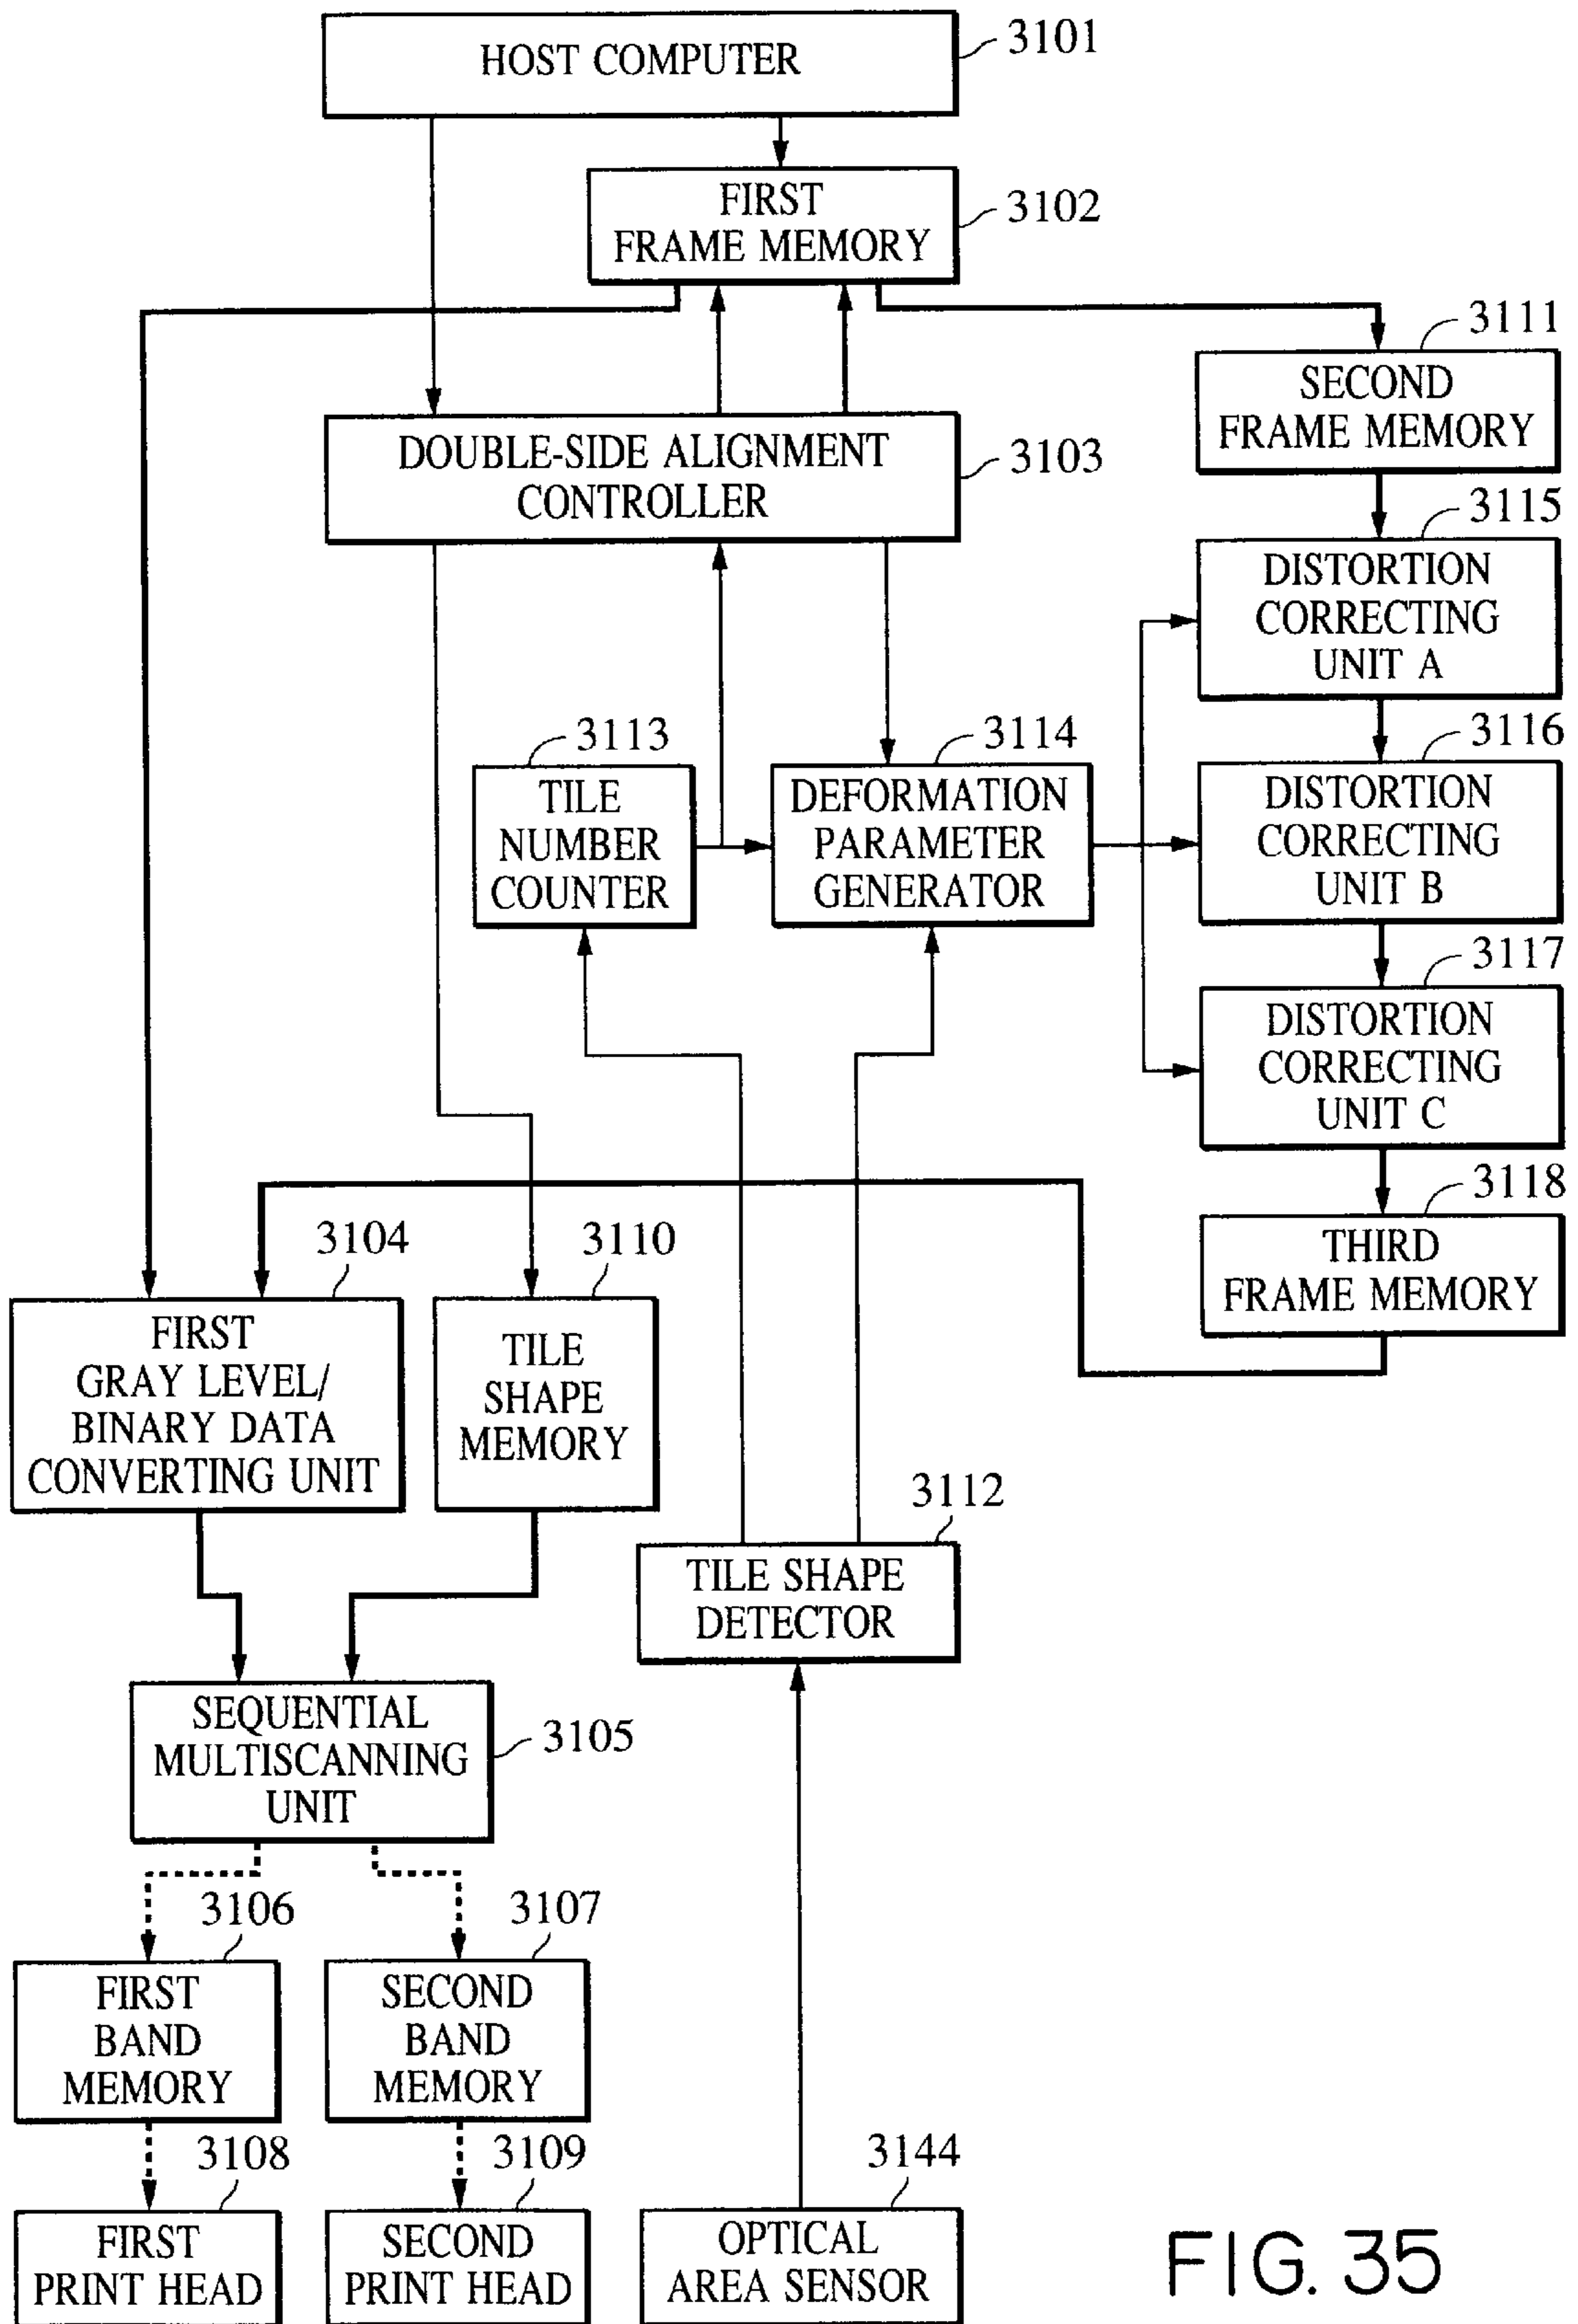 HOST COMPUTER
3101
FIRST
FRAME MEMORY
3102
3111
SECOND
FRAME MEMORY
DOUBLE-SIDE ALIGNMENT
CONTROLLER
3103
3115
DISTORTION
CORRECTING
UNIT A
3113
TILE
NUMBER
COUNTER
3114
DEFORMATION
PARAMETER
GENERATOR
3116
DISTORTION
CORRECTING
UNIT B
3117
DISTORTION
CORRECTING
UNIT C
3118
THIRD
FRAME MEMORY
3104
FIRST
GRAY LEVEL/
BINARY DATA
CONVERTING UNIT
3110
TILE
SHAPE
MEMORY
3112
TILE SHAPE
DETECTOR
SEQUENTIAL
MULTISCANNING
UNIT
3105
3106
FIRST
BAND
MEMORY
3107
SECOND
BAND
MEMORY
3108
FIRST
PRINT HEAD
3109
SECOND
PRINT HEAD
3144
OPTICAL
AREA SENSOR
FIG. 35